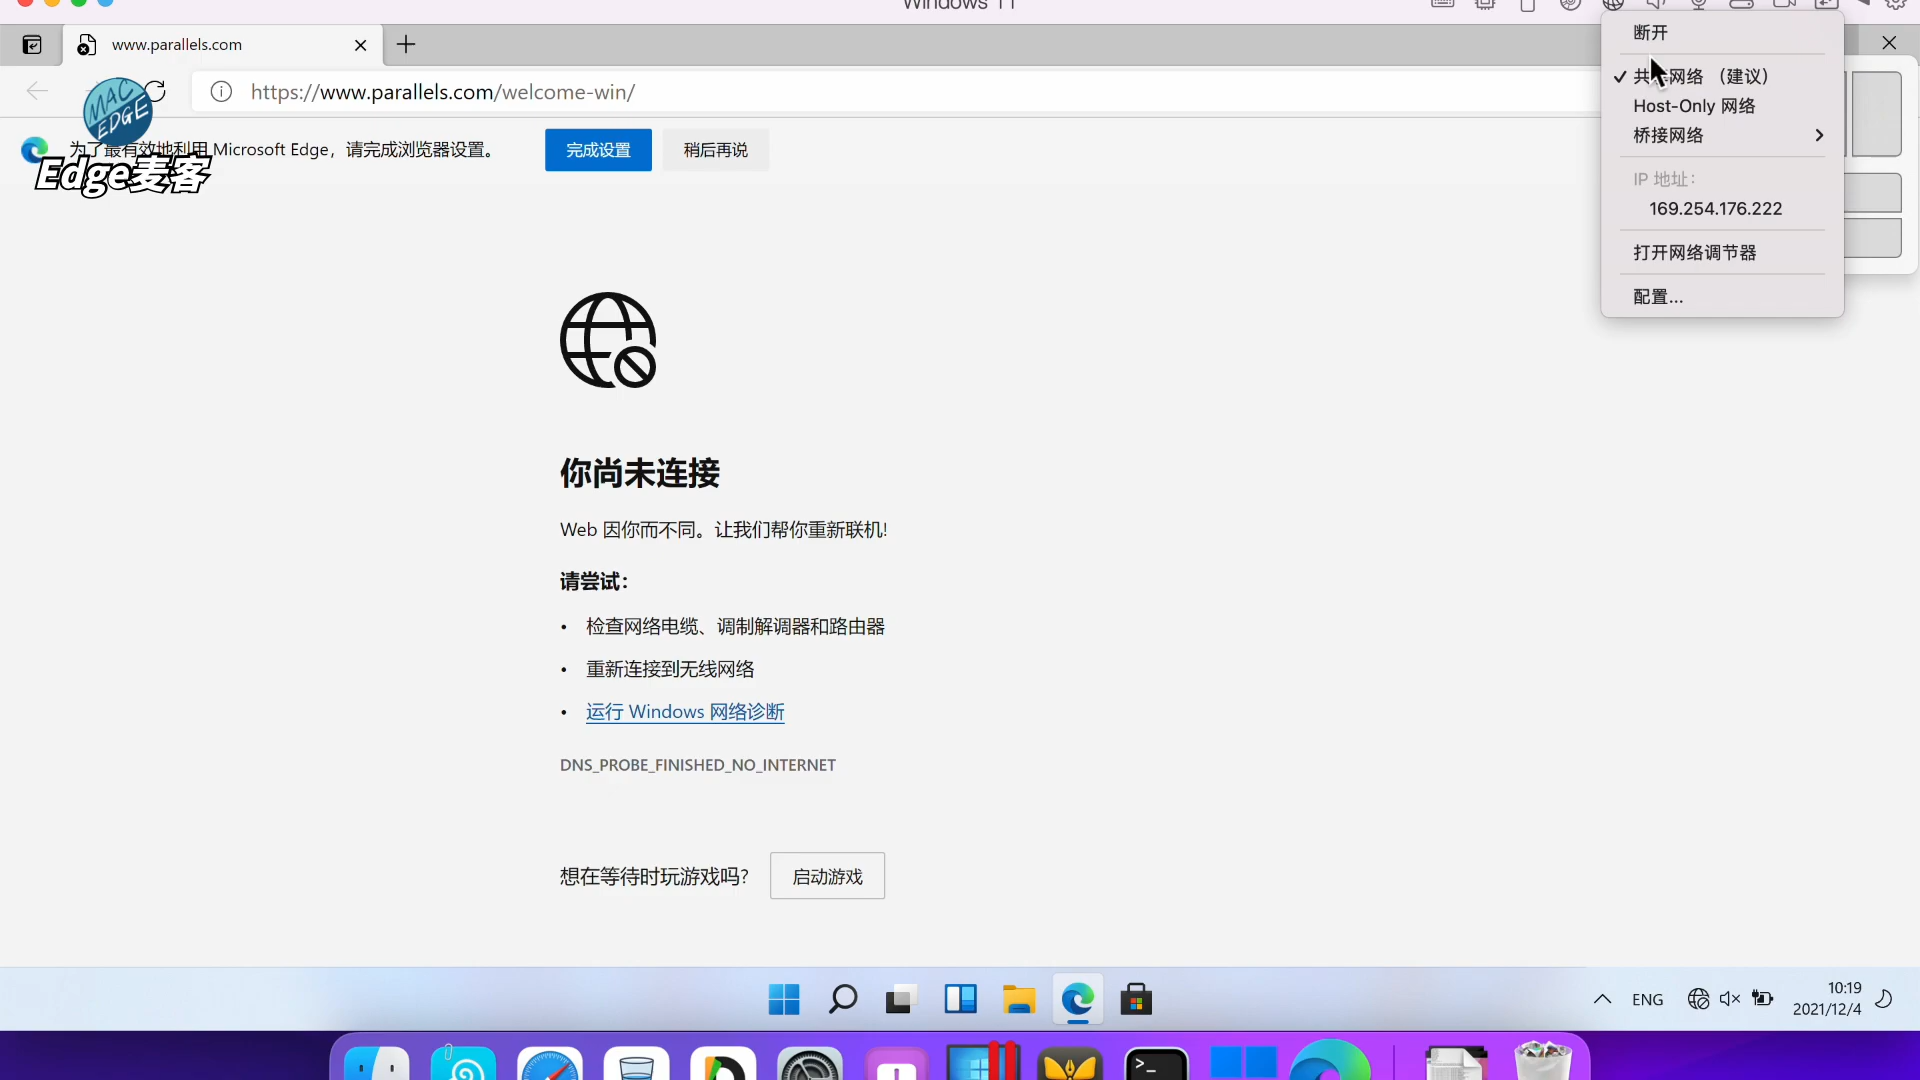 Windows 11
www.parallels.com
断开
https://www.parallels.com/welcome-win/
网络（建议）
Host-Only 网络
桥接网络
MAC
EDGE
为了最有效地利用 Microsoft Edge，请完成浏览器设置。
完成设置
稍后再说
Edge麦客
IP 地址：
169.254.176.222
打开网络调节器
配置...
你尚未连接
Web 因你而不同。让我们帮你重新联机!
请尝试：
• 检查网络电缆、调制解调器和路由器
• 重新连接到无线网络
• 运行 Windows 网络诊断
DNS_PROBE_FINISHED_NO_INTERNET
想在等待时玩游戏吗?
启动游戏
ENG
10:19
2021/12/4